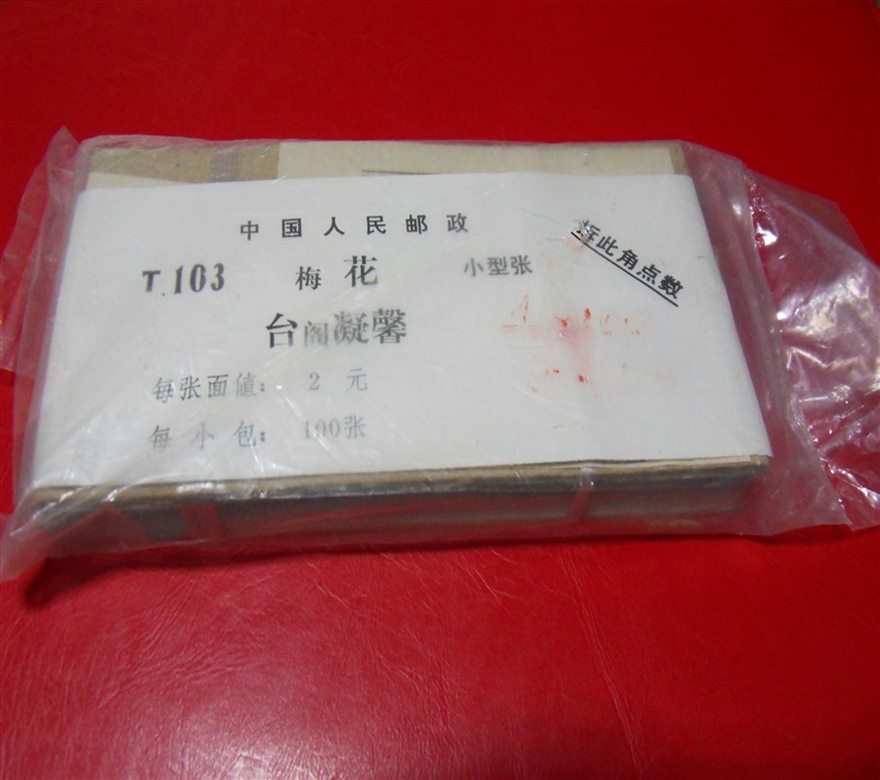 中国人民邮政
T.103 梅花 小型张
拆此角点数
台阁凝馨
每张面值: 2 元
每小包: 100张